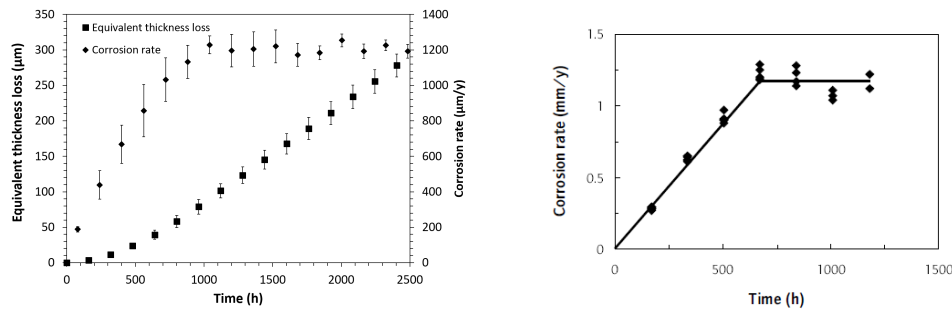 Equivalent thickness loss
Corrosion rate
350
300
250
200
150
100
50
0
Equivalent thickness loss (µm)
1400
1200
1000
800
600
400
200
0
Corrosion rate (µm/y)
0 500 1000 1500 2000 2500
Time (h)
1.5
1
0.5
0
Corrosion rate (mm/y)
0 500 1000 1500
Time (h)